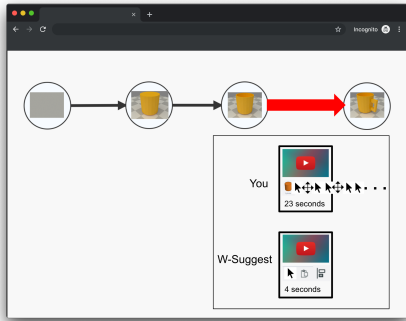 Incognito
You
23 seconds
W-Suggest
4 seconds